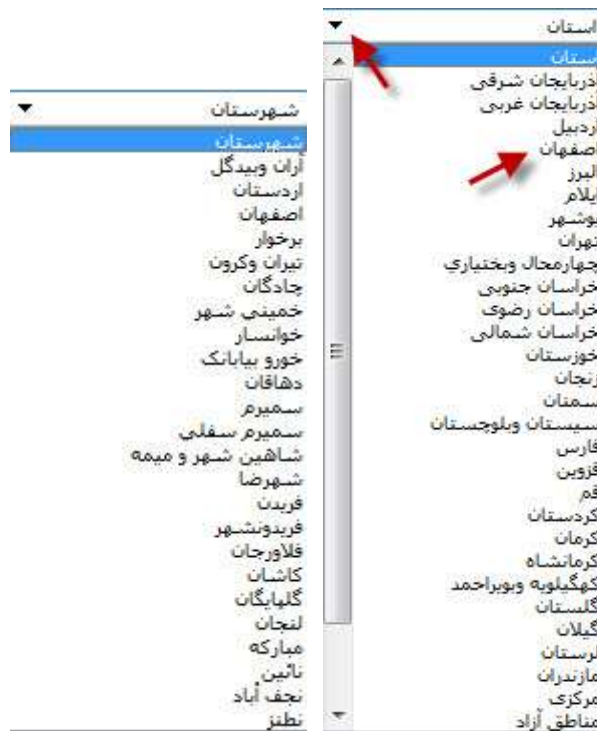 استان
استان
آذربایجان شرقی
آذربایجان غربی
اردبیل
اصفهان
البرز
ایلام
بوشهر
تهران
چهارمحال وبختیاري
خراسان جنوبی
خراسان رضوی
خراسان شمالی
خوزستان
زنجان
سمنان
سیستان وبلوچستان
فارس
قزوین
قم
کردستان
کرمان
کرمانشاه
کهگیلویه وبویراحمد
گلستان
گیلان
لرستان
مازندران
مرکزی
مناطق آزاد
شهرستان
شهرستان
آران وبیدگل
اردستان
اصفهان
برخوار
تیران وکرون
چادگان
خمینی شهر
خوانسار
خورو بیابانک
دهاقان
سمیرم
سمیرم سفلی
شاهین شهر و میمه
شهرضا
فریدن
فریدونشهر
فلاورجان
کاشان
گلپایگان
لنجان
مبارکه
نائین
نجف آباد
نطنز